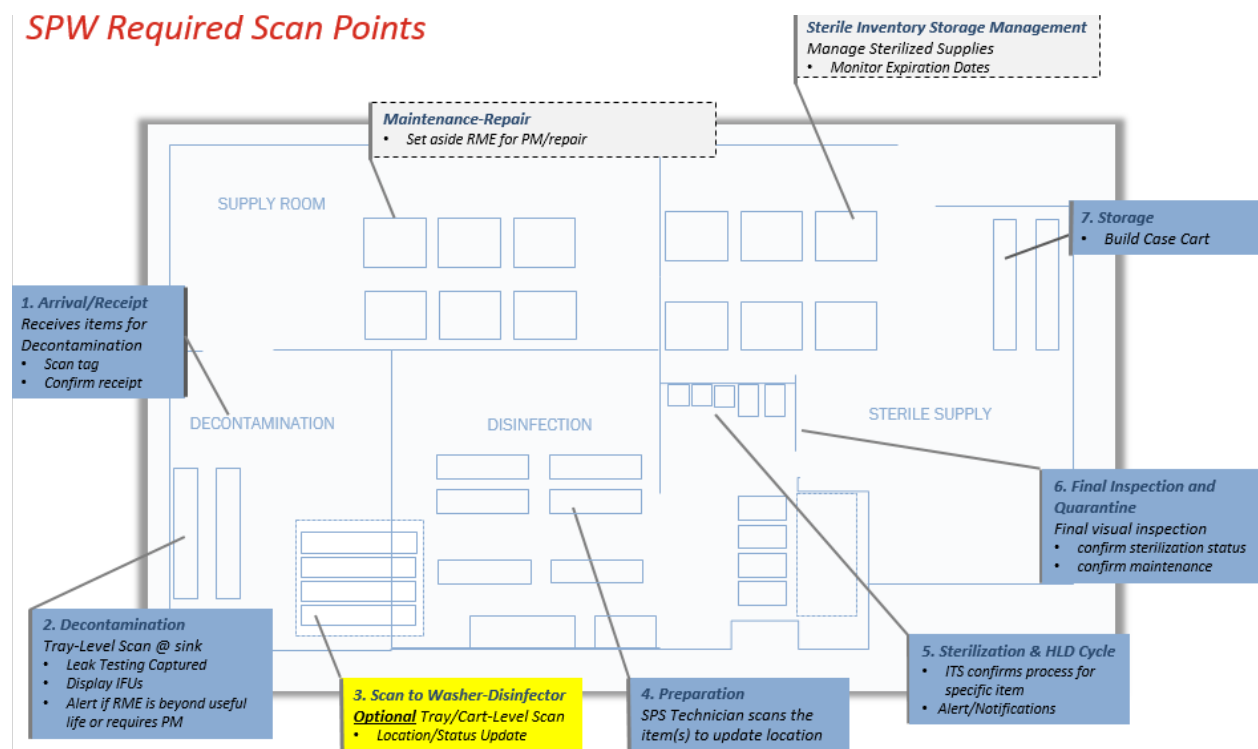 SPW Required Scan Points
Sterile Inventory Storage Management
Manage Sterilized Supplies
• Monitor Expiration Dates
Maintenance-Repair
• Set aside RME for PM/repair
SUPPLY ROOM
7. Storage
• Build Case Cart
1. Arrival/Receipt
Receives items for
Decontamination
• Scan tag
• Confirm receipt
DECONTAMINATION
DISINFECTION
STERILE SUPPLY
6. Final Inspection and
Quarantine
Final visual inspection
• confirm sterilization status
• confirm maintenance
2. Decontamination
Tray-Level Scan @ sink
• Leak Testing Captured
• Display IFUs
• Alert if RME is beyond useful
life or requires PM
3. Scan to Washer-Disinfector
Optional Tray/Cart-Level Scan
• Location/Status Update
4. Preparation
SPS Technician scans the
item(s) to update location
5. Sterilization & HLD Cycle
• ITS confirms process for
specific item
• Alert/Notifications